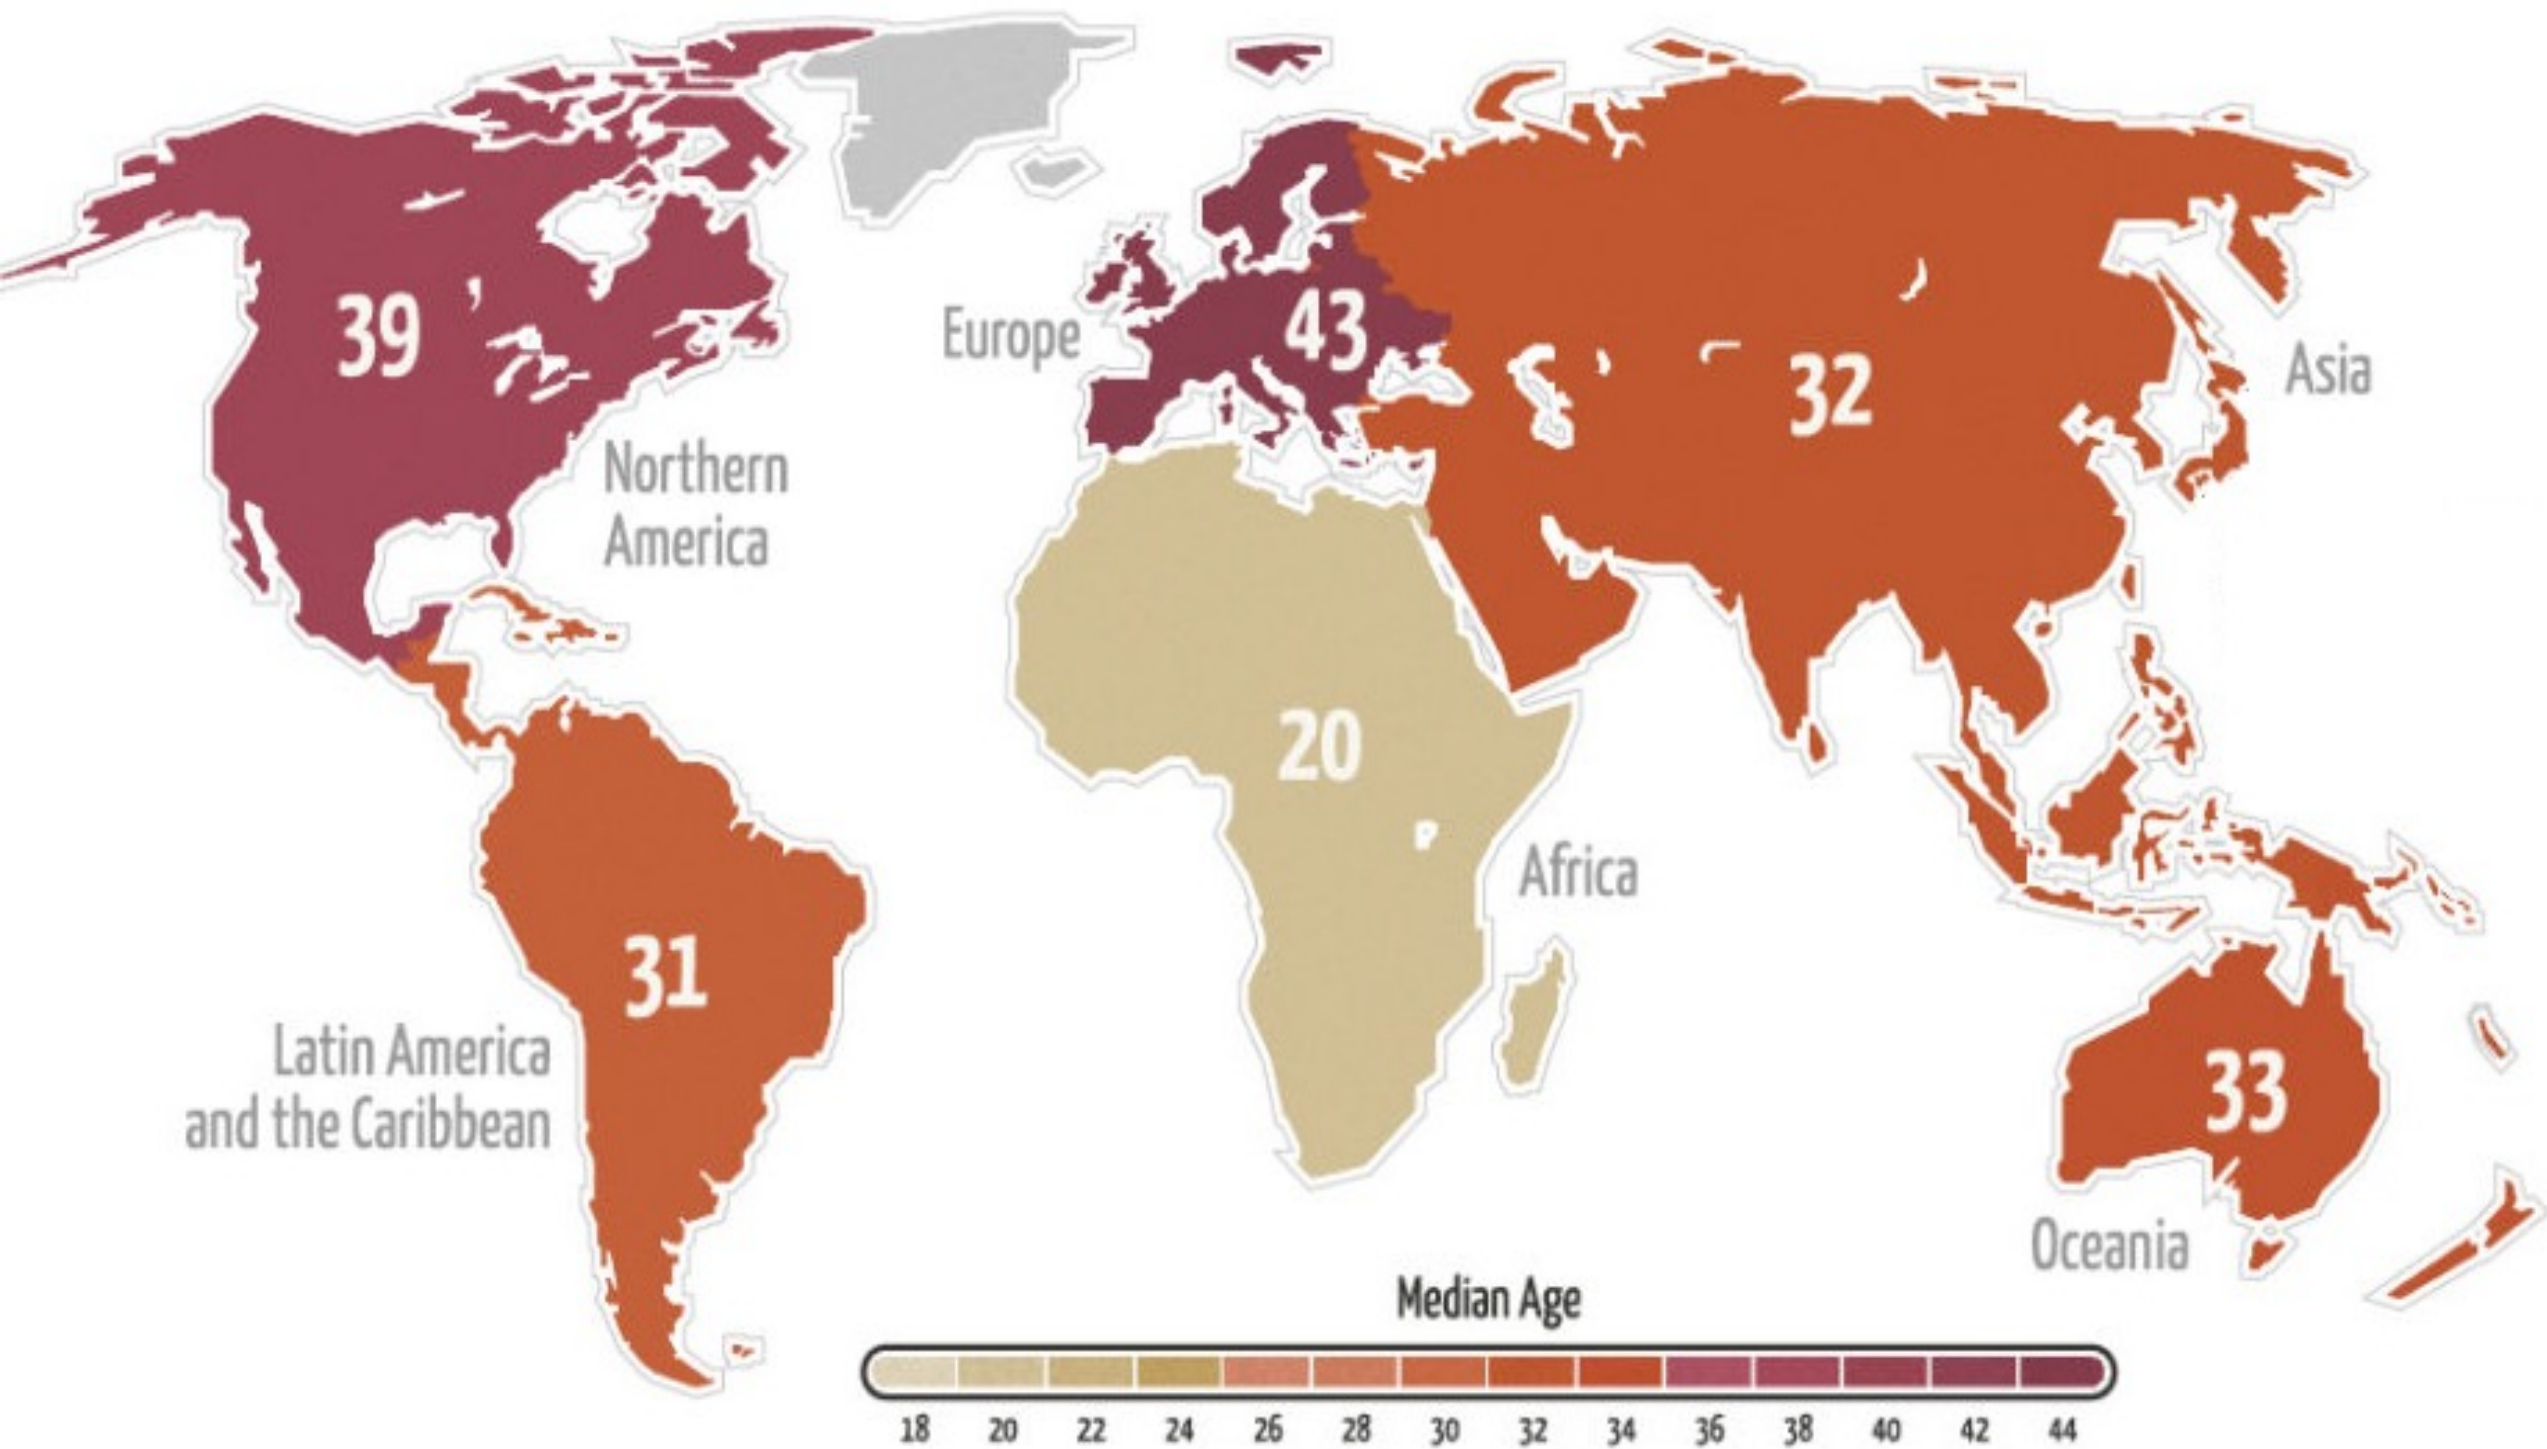 39
Northern
America
Europe
43
32
Asia
20
Africa
31
Latin America
and the Caribbean
33
Oceania
Median Age
18 20 22 24 26 28 30 32 34 36 38 40 42 44